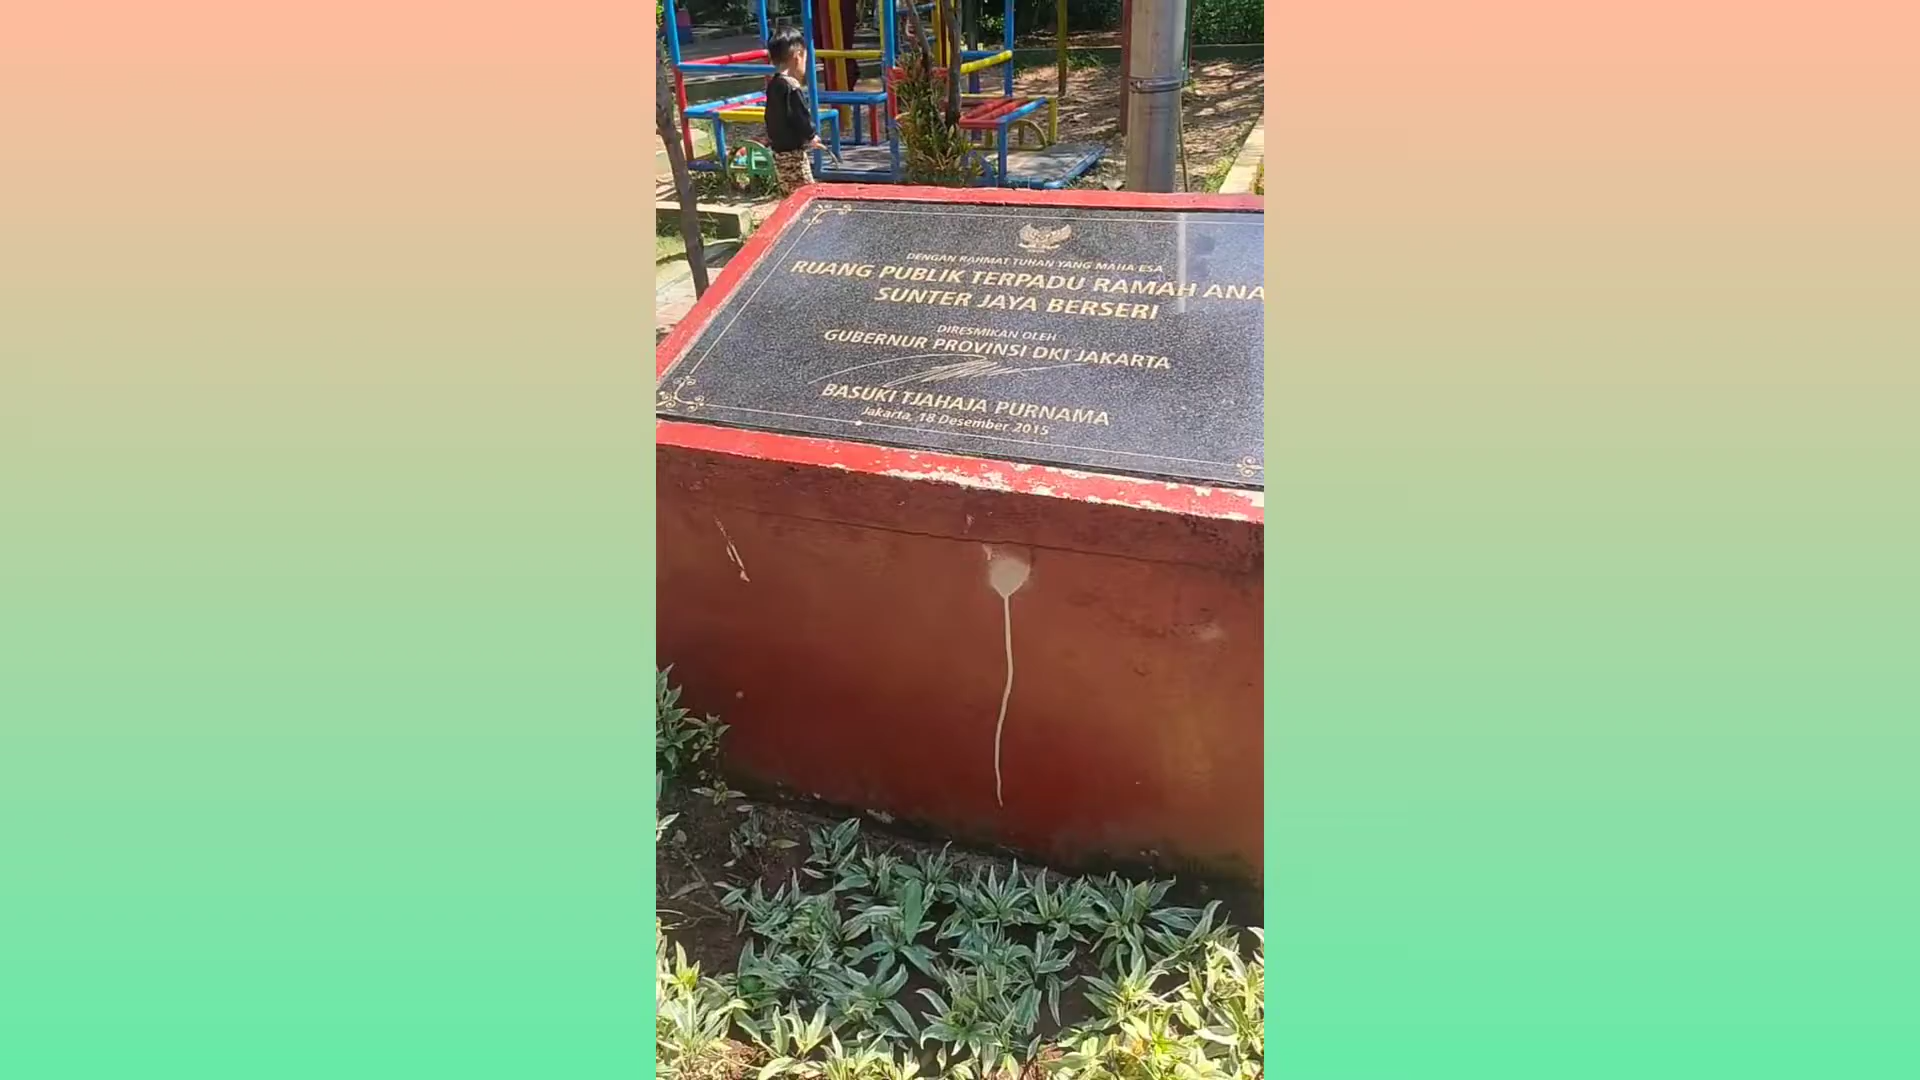 DENGAN RAHMAT TUHAN YANG MAHA ESA
RUANG PUBLIK TERPADU RAMAH ANA
SUNTER JAYA BERSERI
DIRESMIKAN OLEH
GUBERNUR PROVINSI DKI JAKARTA
BASUKI TJAHAJA PURNAMA
Jakarta, 18 Desember 2015